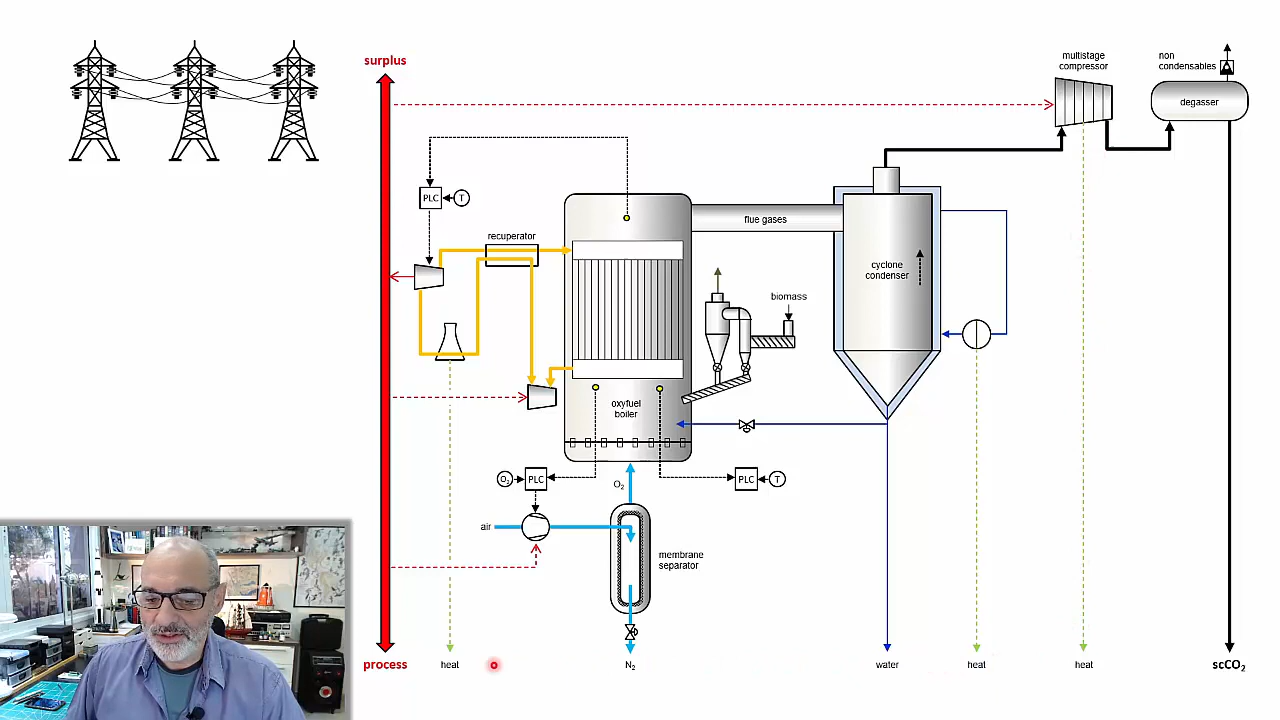 surplus
multistage
compressor
non
condensables
degasser
PLC
T
recuperator
flue gases
cyclone
condenser
biomass
oxyfuel
boiler
O₂
PLC
O₂
PLC
T
air
membrane
separator
process
heat
N₂
water
heat
heat
scCO₂